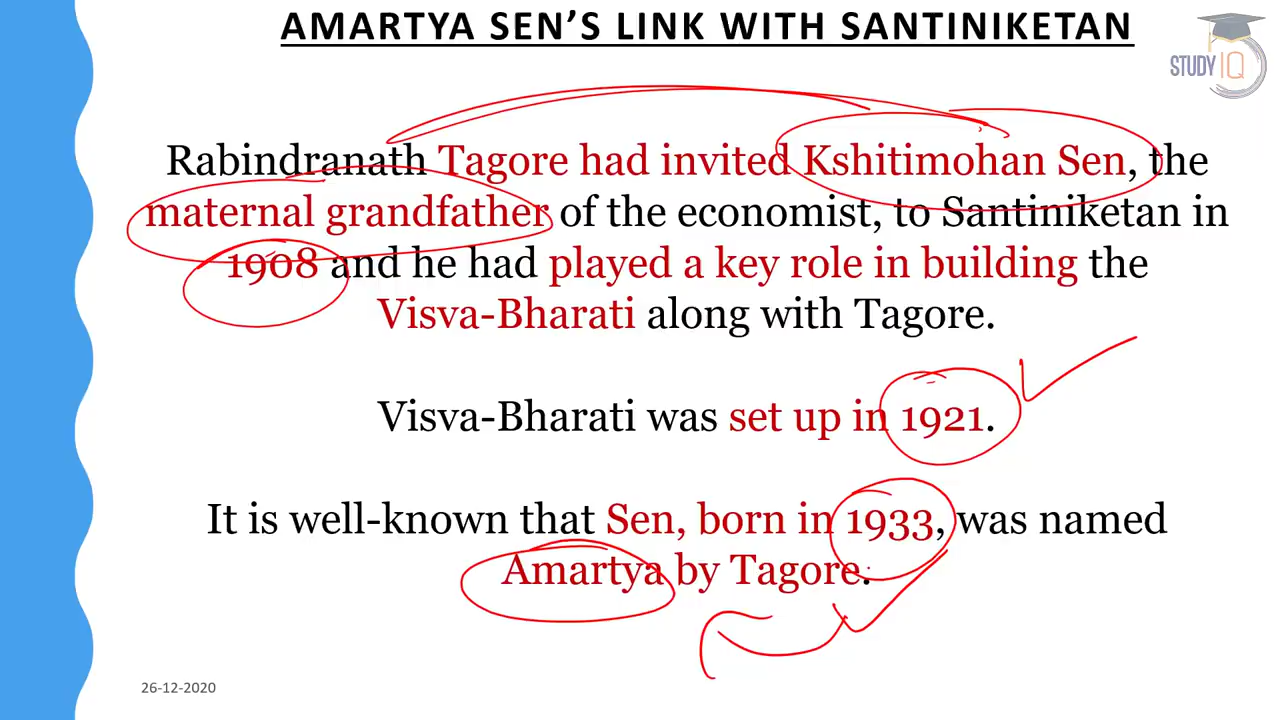 AMARTYA SEN'S LINK WITH SANTINIKETAN
STUDY IQ
Rabindranath Tagore had invited Kshitimohan Sen, the
maternal grandfather of the economist, to Santiniketan in
1908 and he had played a key role in building the
Visva-Bharati along with Tagore.
Visva-Bharati was set up in 1921.
It is well-known that Sen, born in 1933, was named
Amartya by Tagore.
26-12-2020